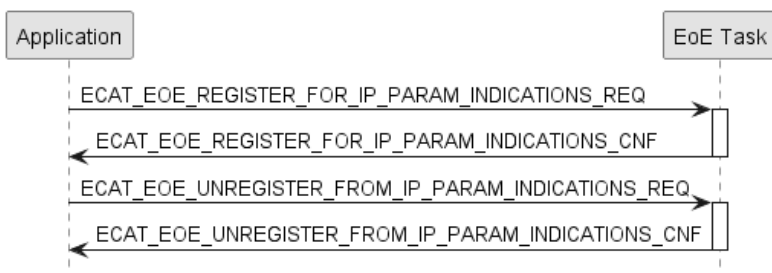 Application
EoE Task
ECAT_EOE_REGISTER_FOR_IP_PARAM_INDICATIONS_REQ
ECAT_EOE_REGISTER_FOR_IP_PARAM_INDICATIONS_CNF
ECAT_EOE_UNREGISTER_FROM_IP_PARAM_INDICATIONS_REQ
ECAT_EOE_UNREGISTER_FROM_IP_PARAM_INDICATIONS_CNF